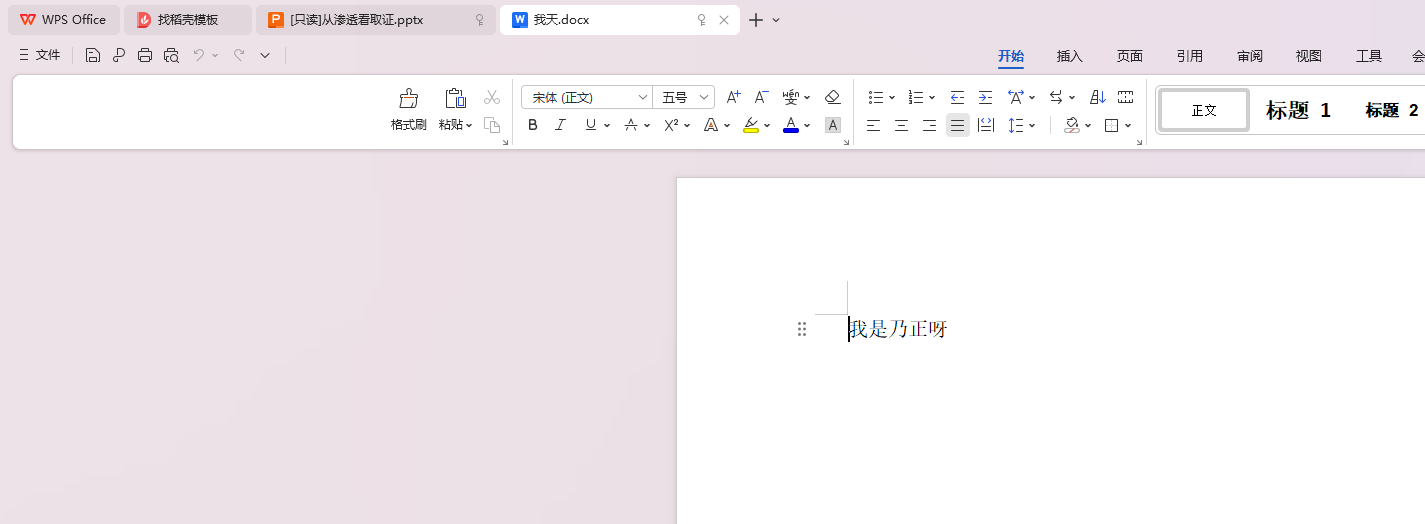 WPS Office
找稻壳模板
[只读]从渗透看取证.pptx
我天.docx
文件
开始
插入
页面
引用
审阅
视图
工具
会
格式刷
粘贴
宋体 (正文)
五号
正文
标题 1
标题 2
我是乃正呀